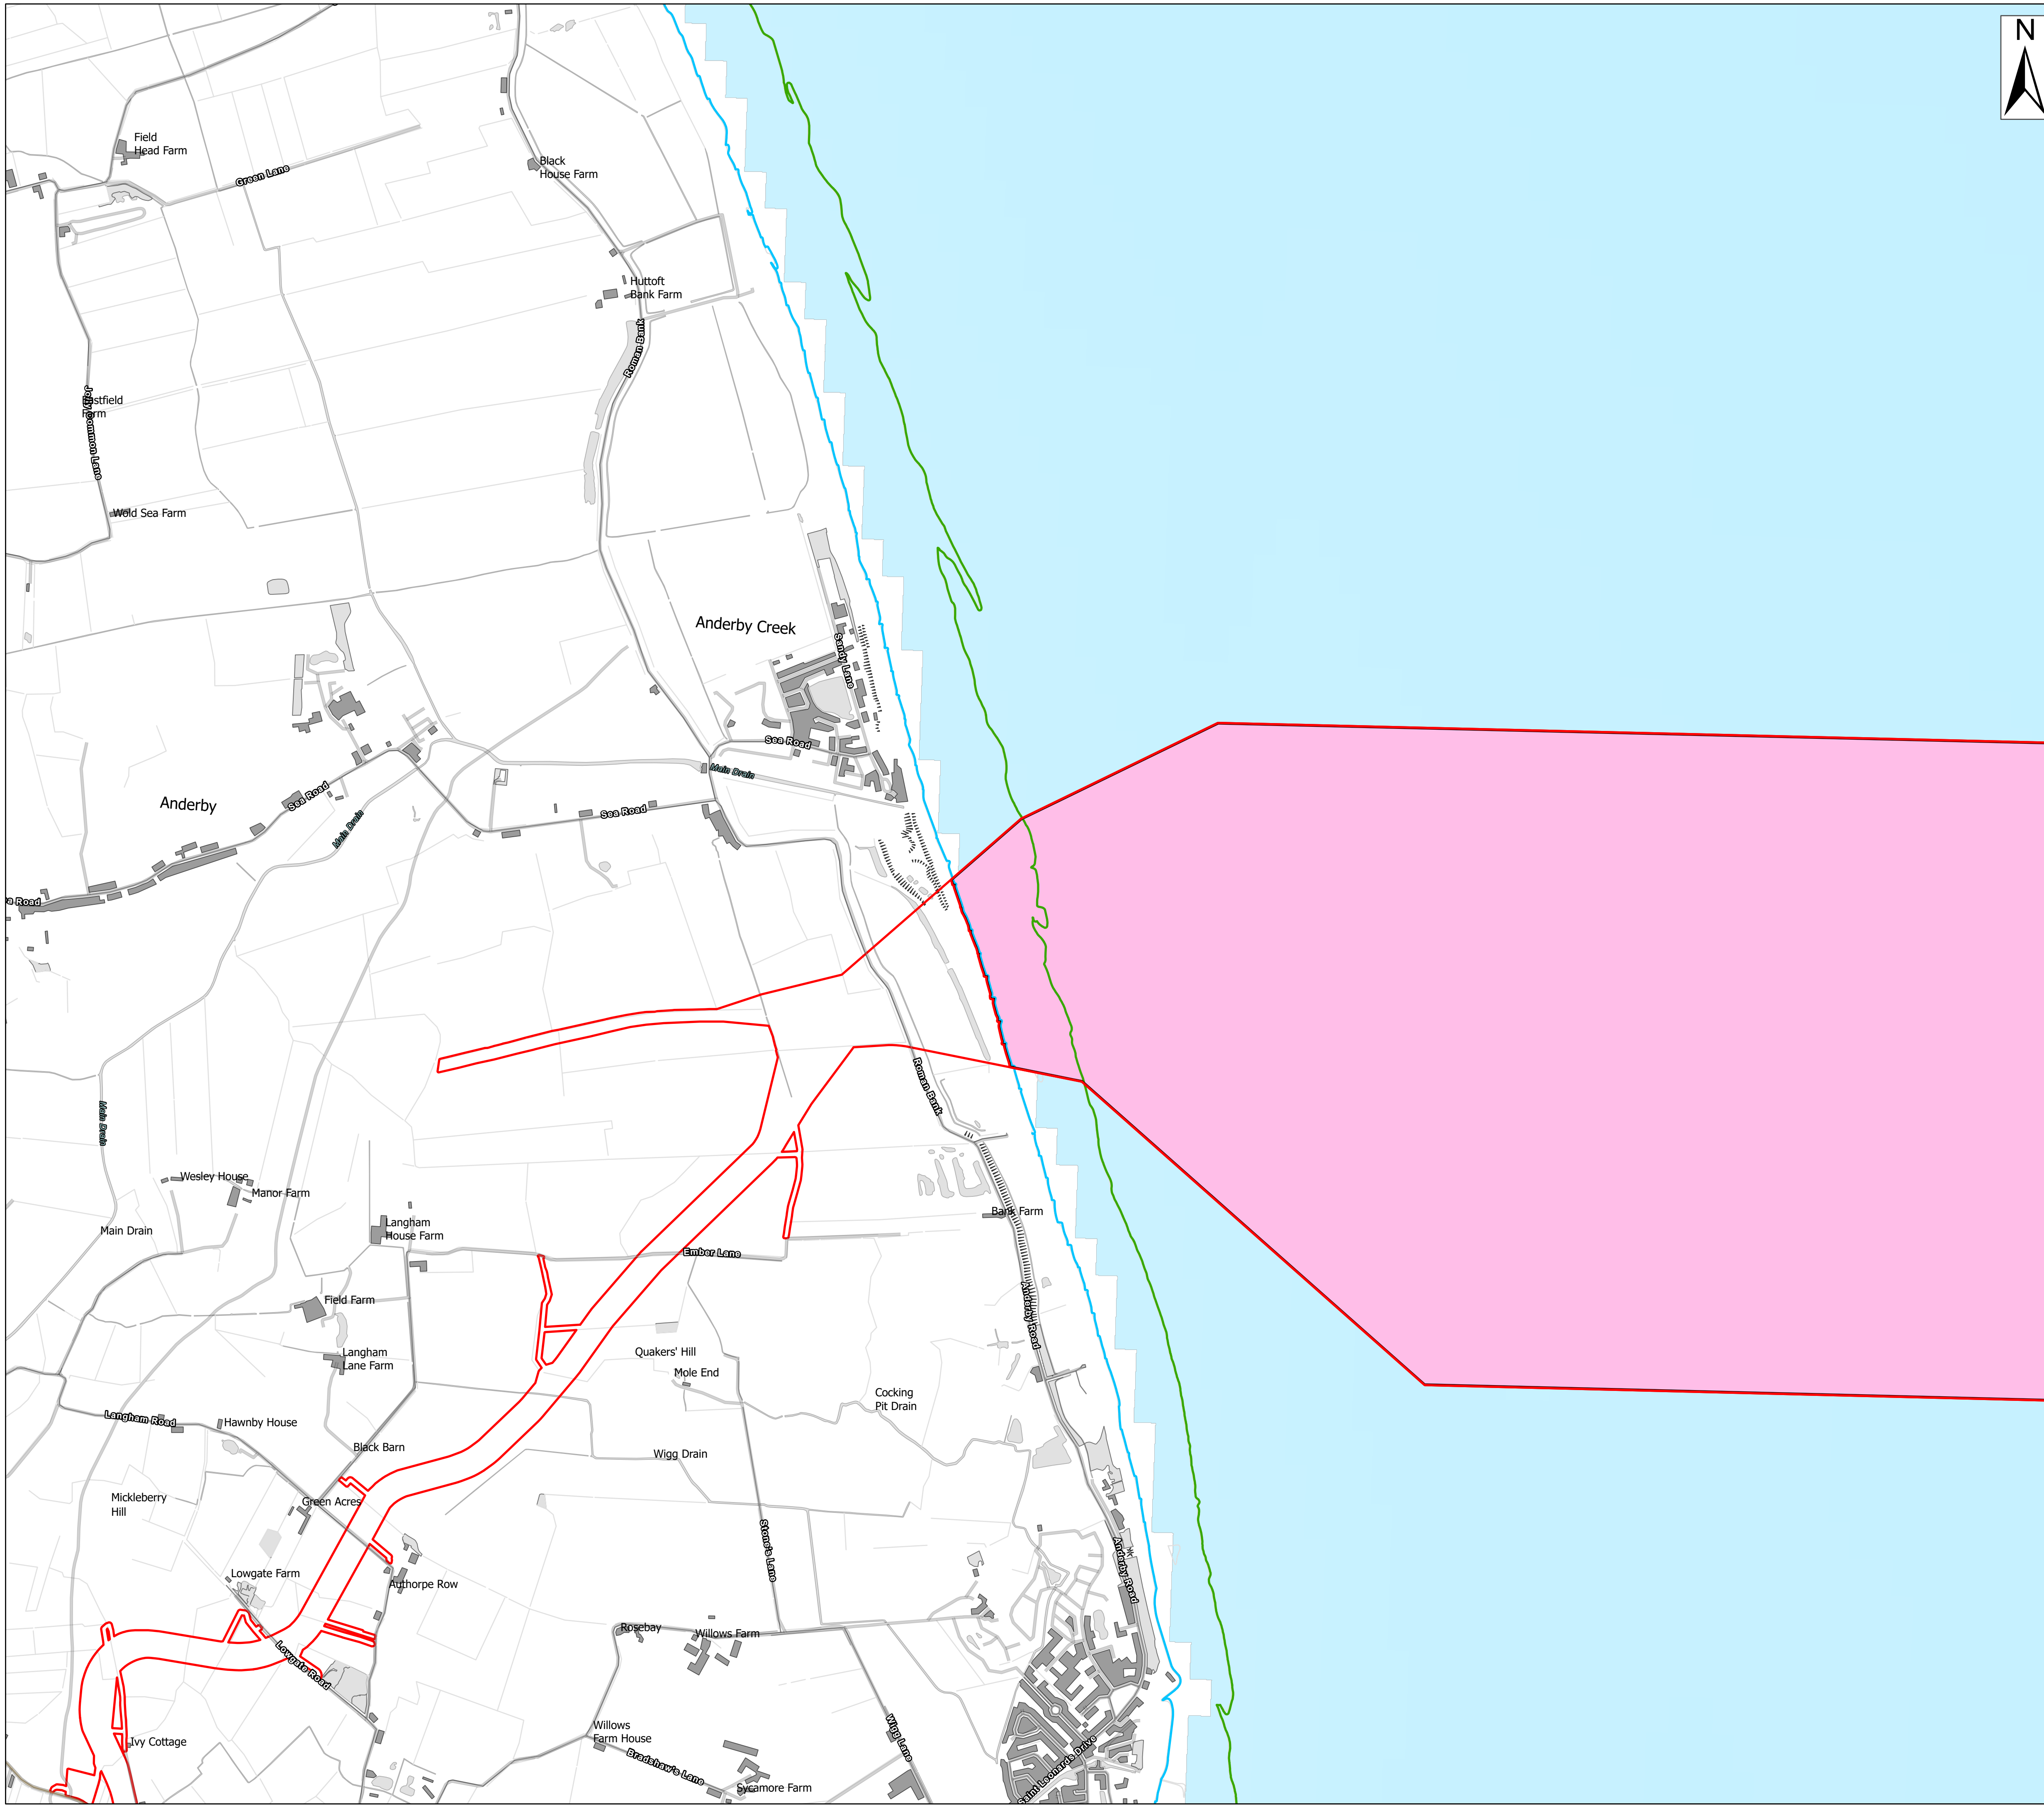 N
Field
Head Farm
Green Lane
Black
House Farm
Huttoft
Bank Farm
Roman Bank
Eastfield
Farm
Wold Sea Farm
Anderby Creek
Sandy Lane
Sea Road
Main Drain
Sea Road
Anderby
Sea Road
Main Drain
a Road
Roman Bank
Main Drain
Wesley House
Manor Farm
Main Drain
Langham
House Farm
Bank Farm
Ember Lane
Field Farm
Anderby Road
Langham
Lane Farm
Quakers' Hill
Mole End
Cocking
Pit Drain
Langham Road
Hawnby House
Black Barn
Wigg Drain
Mickleberry
Hill
Green Acres
Stone's Lane
Lowgate Farm
Authorpe Row
Anderby Road
Rosebay
Willows Farm
Lowgate Road
Willows
Farm House
Wigg Lane
Ivy Cottage
Bradshaw's Lane
Saint Leonards Drive
Sycamore Farm